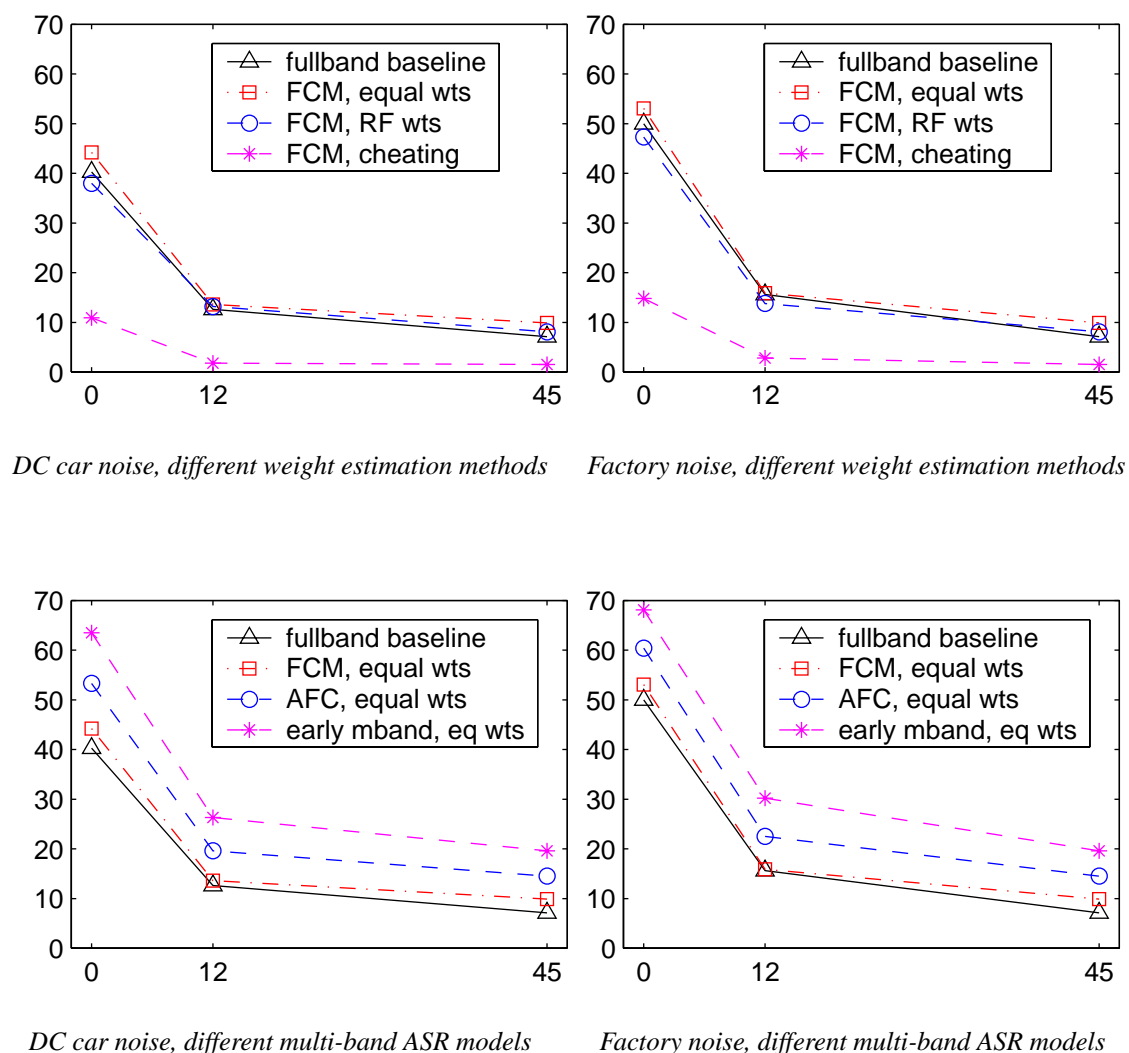 70
60
50
40
30
20
10
0
0 12 45
fullband baseline
FCM, equal wts
FCM, RF wts
FCM, cheating
DC car noise, different weight estimation methods
70
60
50
40
30
20
10
0
0 12 45
fullband baseline
FCM, equal wts
FCM, RF wts
FCM, cheating
Factory noise, different weight estimation methods
70
60
50
40
30
20
10
0
0 12 45
fullband baseline
FCM, equal wts
AFC, equal wts
early mband, eq wts
DC car noise, different multi-band ASR models
70
60
50
40
30
20
10
0
0 12 45
fullband baseline
FCM, equal wts
AFC, equal wts
early mband, eq wts
Factory noise, different multi-band ASR models